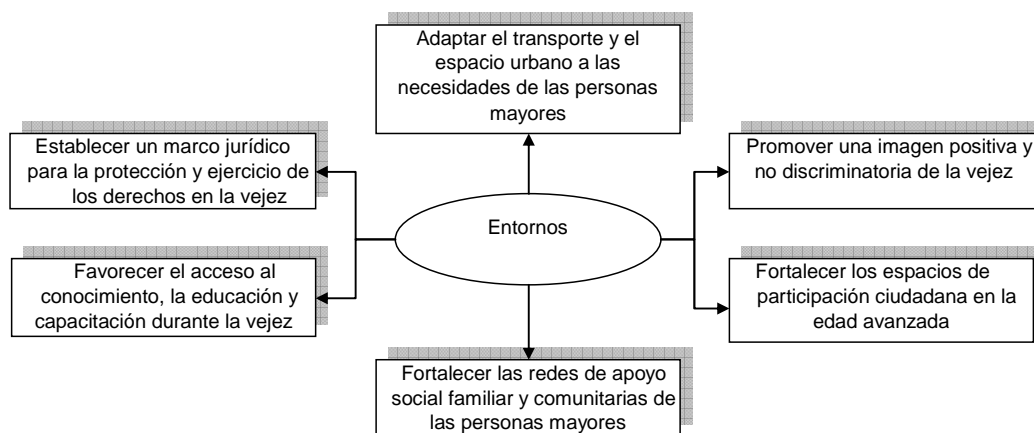 Adaptar el transporte y el
espacio urbano a las
necesidades de las personas
mayores
Establecer un marco jurídico
para la protección y ejercicio de
los derechos en la vejez
Promover una imagen positiva y
no discriminatoria de la vejez
Entornos
Favorecer el acceso al
conocimiento, la educación y
capacitación durante la vejez
Fortalecer los espacios de
participación ciudadana en la
edad avanzada
Fortalecer las redes de apoyo
social familiar y comunitarias de
las personas mayores